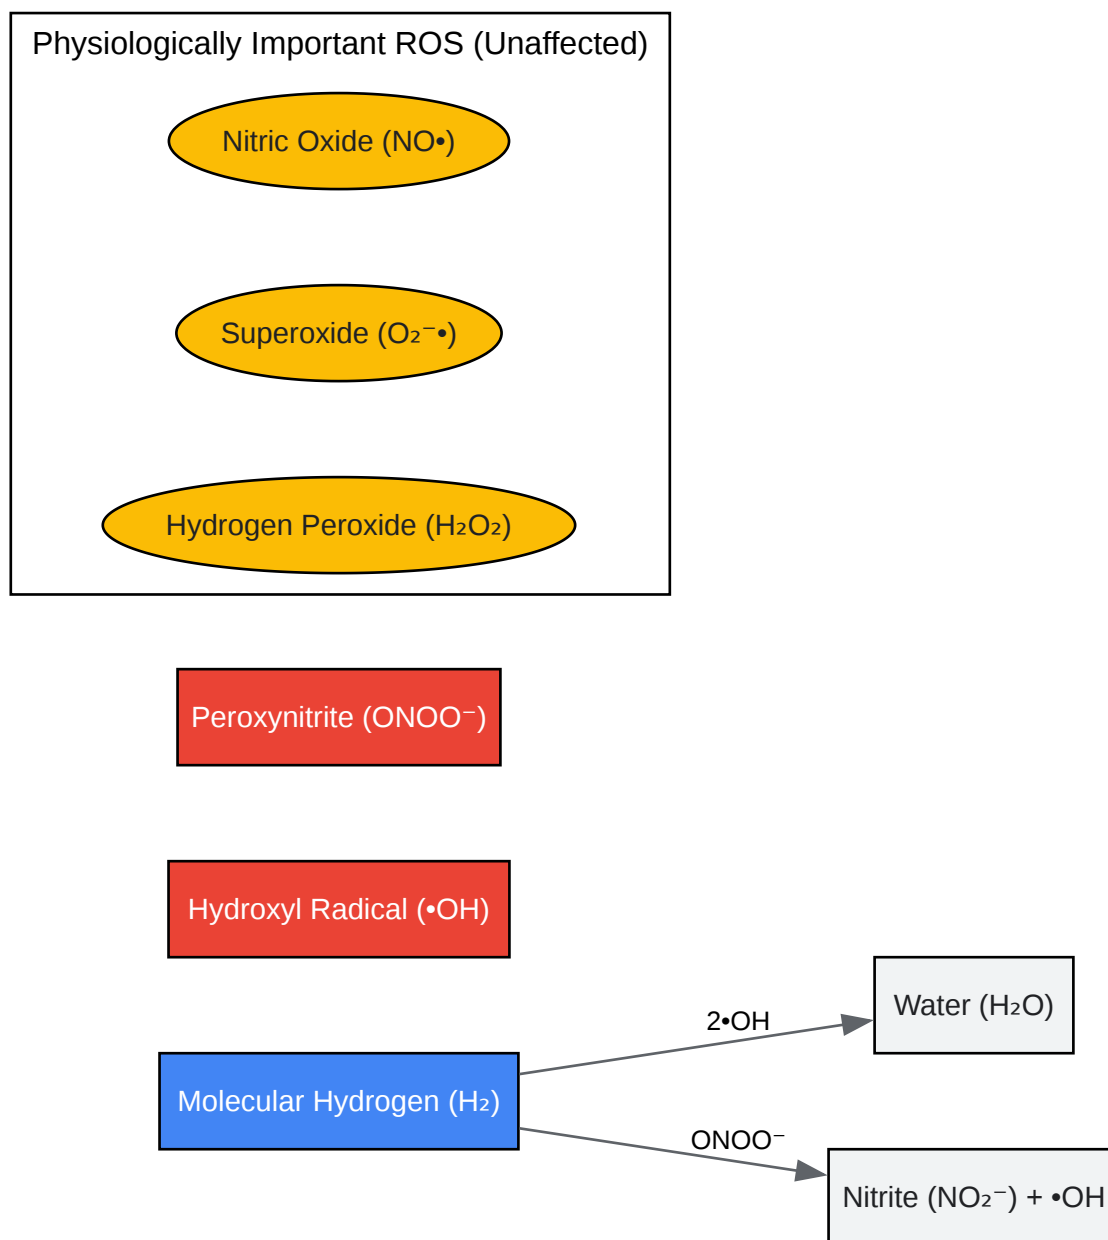 Physiologically Important ROS (Unaffected)
Nitric Oxide (NO•)
Superoxide (O₂⁻•)
Hydrogen Peroxide (H₂O₂)
Peroxynitrite (ONOO⁻)
Hydroxyl Radical (•OH)
Water (H₂O)
2•OH
Molecular Hydrogen (H₂)
ONOO⁻
Nitrite (NO₂⁻) + •OH